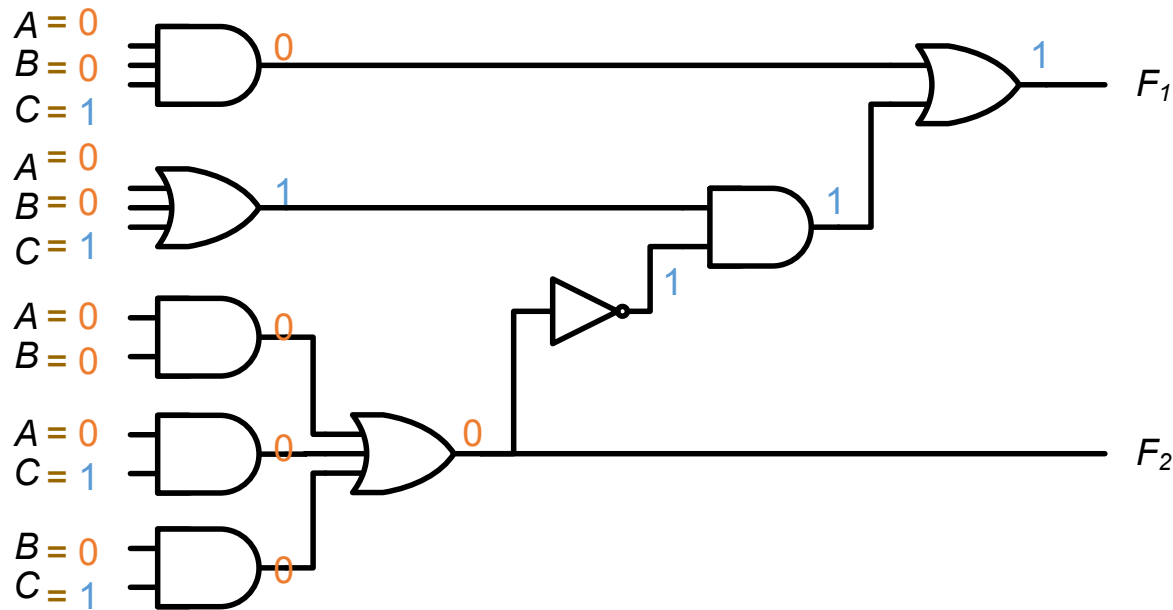 A = 0
0
1
B = 0
F1
C = 1
A = 0
B = 0
1
1
C = 1
1
A = 0
0
B = 0
A = 0
0
0
F2
C = 1
B = 0
0
C = 1